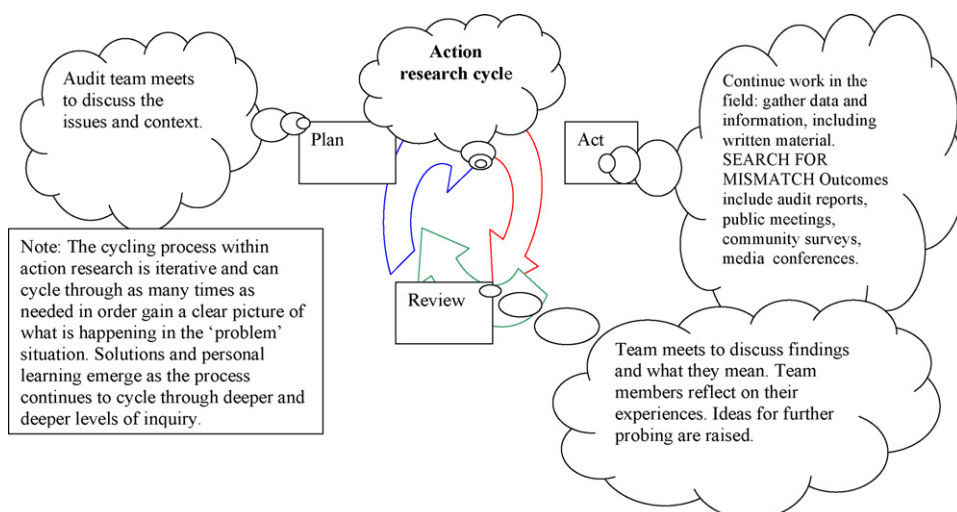 Audit team meets
to discuss the
issues and context.
Plan
Action
research cycle
Act
Continue work in the
field: gather data and
information, including
written material.
SEARCH FOR
MISMATCH Outcomes
include audit reports,
public meetings,
community surveys,
media conferences.
Note: The cycling process within
action research is iterative and can
cycle through as many times as
needed in order gain a clear picture of
what is happening in the ‘problem’
situation. Solutions and personal
learning emerge as the process
continues to cycle through deeper and
deeper levels of inquiry.
Review
Team meets to discuss findings
and what they mean. Team
members reflect on their
experiences. Ideas for further
probing are raised.